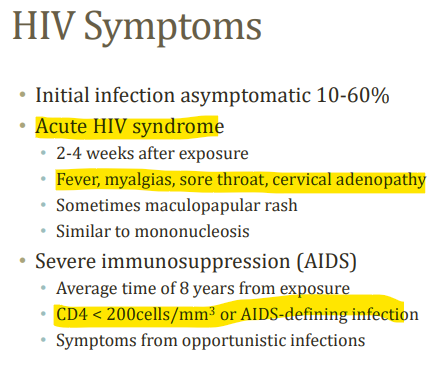 HIV Symptoms
• Initial infection asymptomatic 10-60%
• Acute HIV syndrome
• 2-4 weeks after exposure
• Fever, myalgias, sore throat, cervical adenopathy
• Sometimes maculopapular rash
• Similar to mononucleosis
• Severe immunosuppression (AIDS)
• Average time of 8 years from exposure
• CD4 < 200cells/mm³ or AIDS-defining infection
• Symptoms from opportunistic infections